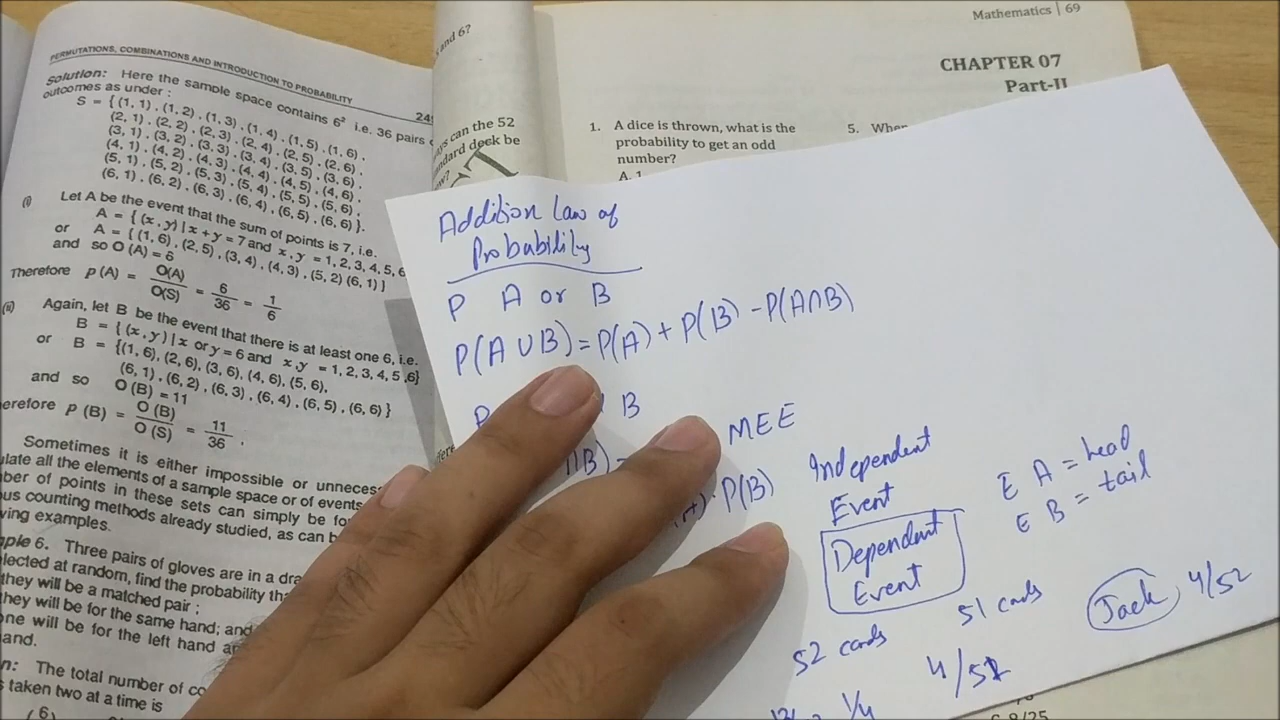 PERMUTATIONS, COMBINATIONS AND INTRODUCTION TO PROBABILITY
Solution: Here the sample space contains 6² i.e. 36 pairs
outcomes as under :
S = { (1, 1) , (1, 2) , (1, 3) , (1, 4) , (1, 5) , (1, 6) ,
(2, 1) , (2, 2) , (2, 3) , (2, 4) , (2, 5) , (2, 6) ,
(3, 1) , (3, 2) , (3, 3) , (3, 4) , (3, 5) , (3, 6) ,
(4, 1) , (4, 2) , (4, 3) , (4, 4) , (4, 5) , (4, 6) ,
(5, 1) , (5, 2) , (5, 3) , (5, 4) , (5, 5) , (5, 6) ,
(6, 1) , (6, 2) , (6, 3) , (6, 4) , (6, 5) , (6, 6) }.
(i) Let A be the event that the sum of points is 7, i.e.
A = { (x , y) | x + y = 7 and x, y = 1, 2, 3, 4, 5, 6
or A = { (1, 6) , (2, 5) , (3, 4) , (4, 3) , (5, 2) (6, 1) }
and so O (A) = 6
Therefore p (A) = O(A) / O(S) = 6 / 36 = 1 / 6
(ii) Again, let B be the event that there is at least one 6, i.e.
B = { (x , y) | x or y = 6 and x,y = 1, 2, 3, 4, 5 ,6}
or B = {(1, 6), (2, 6), (3, 6), (4, 6), (5, 6),
(6, 1) , (6, 2) , (6, 3) , (6, 4) , (6, 5) , (6, 6) }
and so O (B) = 11
p (B) = O (B) / O (S) = 11 / 36 .
Sometimes it is either impossible or
all the elements of a sample space or of events
of points in these sets can simply be
counting methods already studied, as can
examples.
6. Three pairs of gloves are in a
at random, find the probability
they will be a matched pair ;
they will be for the same hand; and
one will be for the left hand
The total number of
taken two at a time is
and 6?
can the 52
deck be
Mathematics | 69
CHAPTER 07
Part-II
1. A dice is thrown, what is the
probability to get an odd
number?
A. 1
5.
Addition Law of
Probability
P A or B
P(A ∪ B) = P(A) + P(B) - P(A∩B)
P B
MEE
∩B)
P(B)
Independent
Event
Dependent
Event
E A = head
E B = tail
52 cards
51 cards
Jack, 4/52
1/4